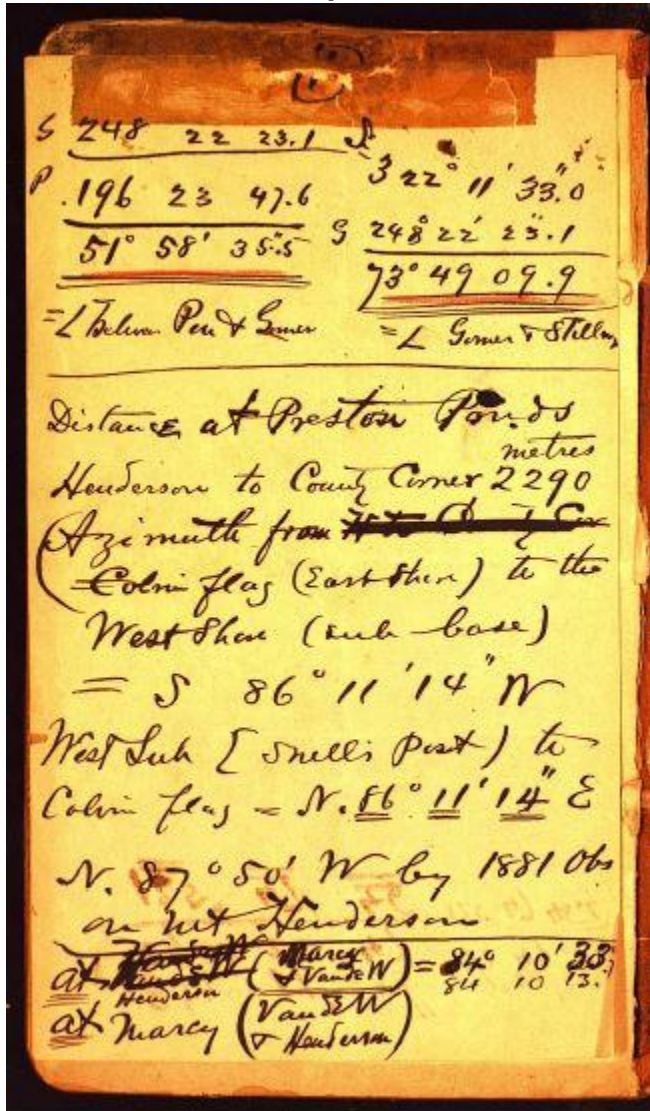 S 248 22 23.1
P .196 23 47.6
51° 58' 35.5
=∠ Between Pen & Gomer
322° 11' 33.0"
G 248° 22' 23".1
73° 49 09.9
=∠ Gomer &
Distance at Preston Ponds
metres
Henderson to County Corner 2290
(Azimuth from
Colvin flag (East Shore) to the
West Shore (sub-base)
= S 86° 11' 14" W
West Sub [Snell's Post) to
Colvin flag = N. 86° 11' 14" E
N. 87° 50' W by 1881 Obs
on Mt Henderson
at Henderson (Marcy & VandeW) = 84° 10' 33
84 10 13.
at Marcy (VandeW & Henderson)